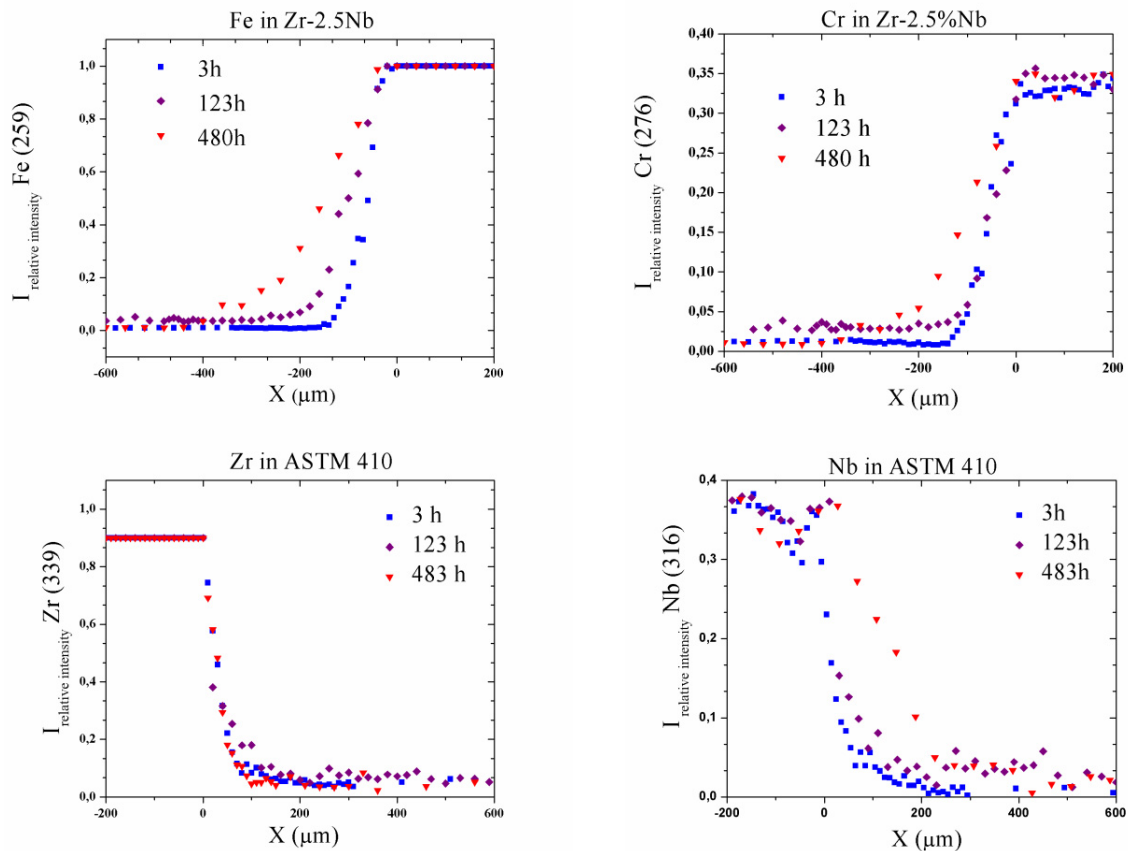 Fe in Zr-2.5Nb
3h
123h
480h
I relative intensity Fe (259)
1,0
0,8
0,6
0,4
0,2
0,0
-600 -400 -200 0 200
X (μm)
Cr in Zr-2.5%Nb
3 h
123 h
480 h
I relative intensity Cr (276)
0,40
0,35
0,30
0,25
0,20
0,15
0,10
0,05
0,00
-600 -400 -200 0 200
X (μm)
Zr in ASTM 410
3 h
123 h
483 h
I relative intensity Zr (339)
1,0
0,8
0,6
0,4
0,2
0,0
-200 0 200 400 600
X (μm)
Nb in ASTM 410
3h
123h
483h
I relative intensity Nb (316)
0,4
0,3
0,2
0,1
0,0
-200 0 200 400 600
X (μm)